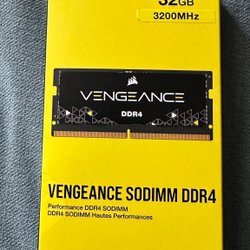 32GB
3200MHz
VENGEANCE
DDR4
VENGEANCE SODIMM DDR4
Performance DDR4 SODIMM
DDR4 SODIMM Hautes Performances